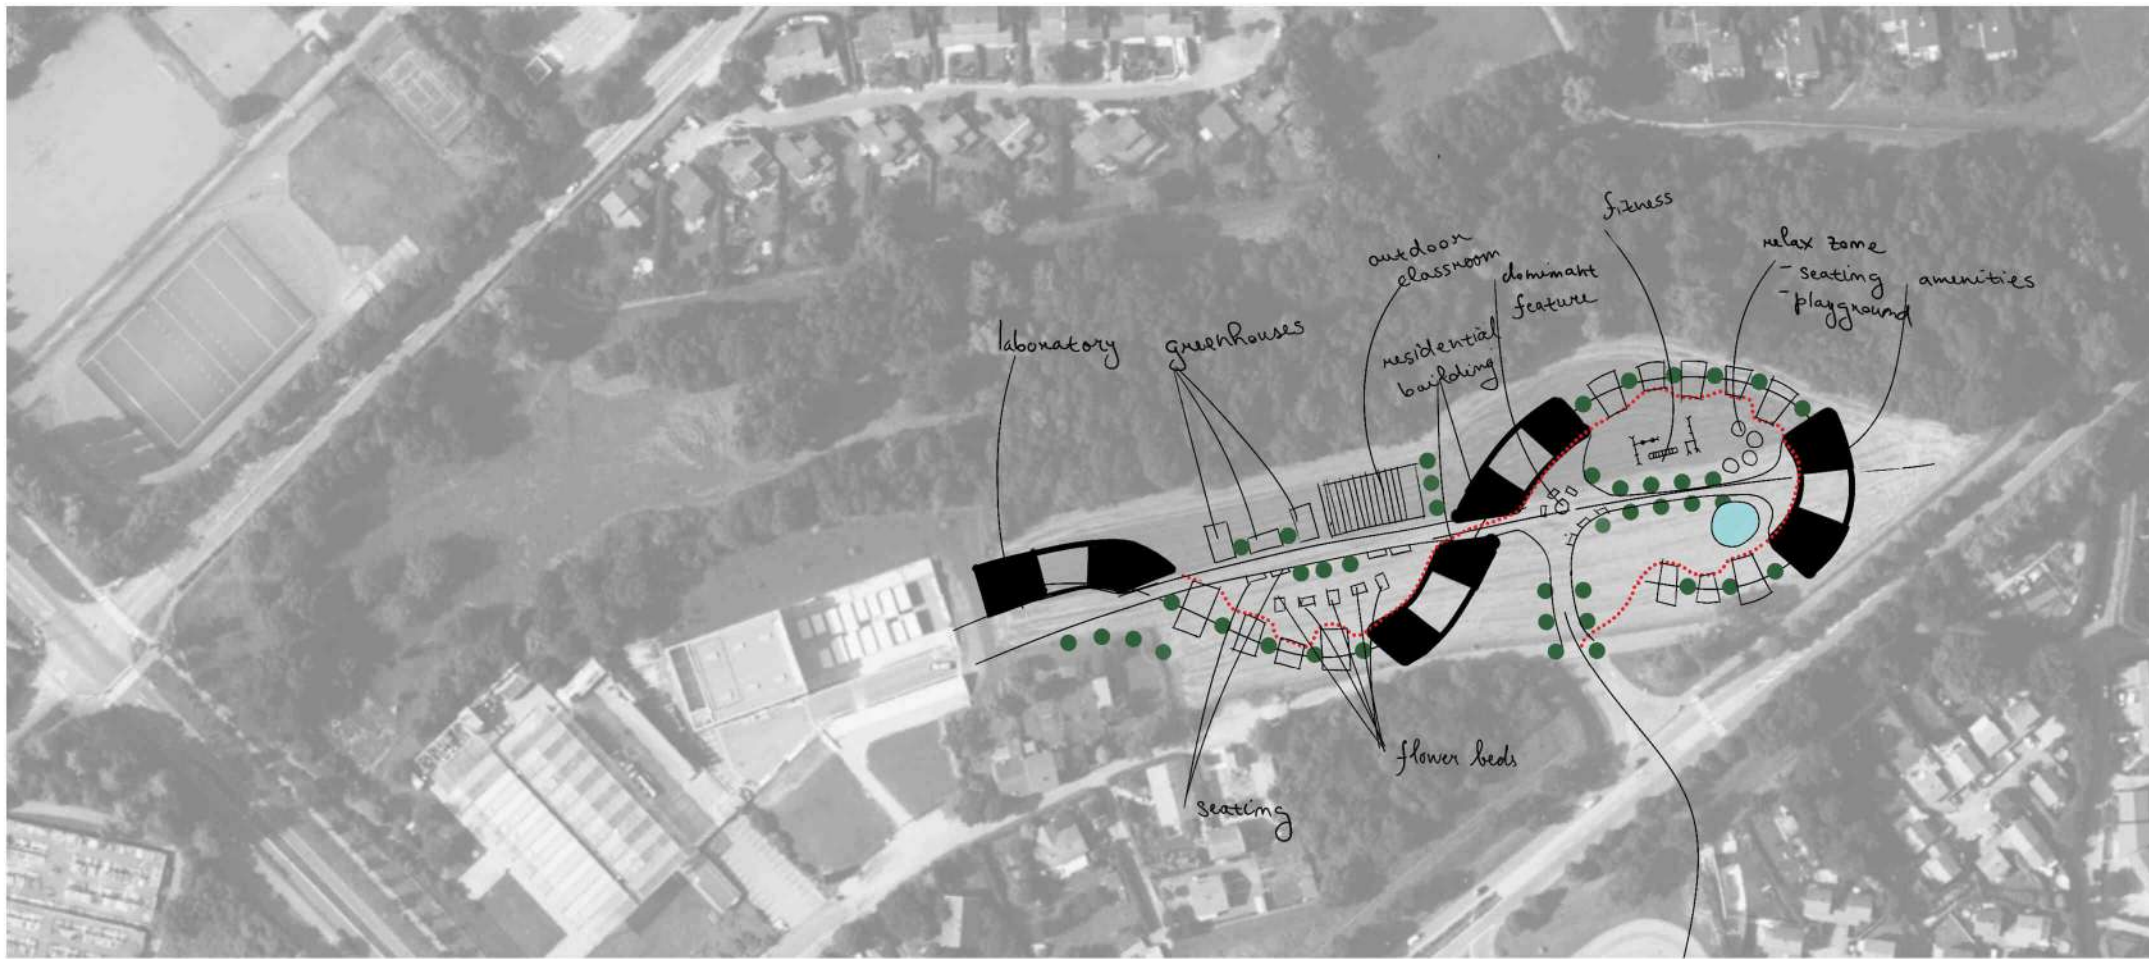 fitness
outdoor
classroom
dominant
feature
relax zone
- seating
- playground
amenities
laboratory
greenhouses
residential
building
flower beds
seating